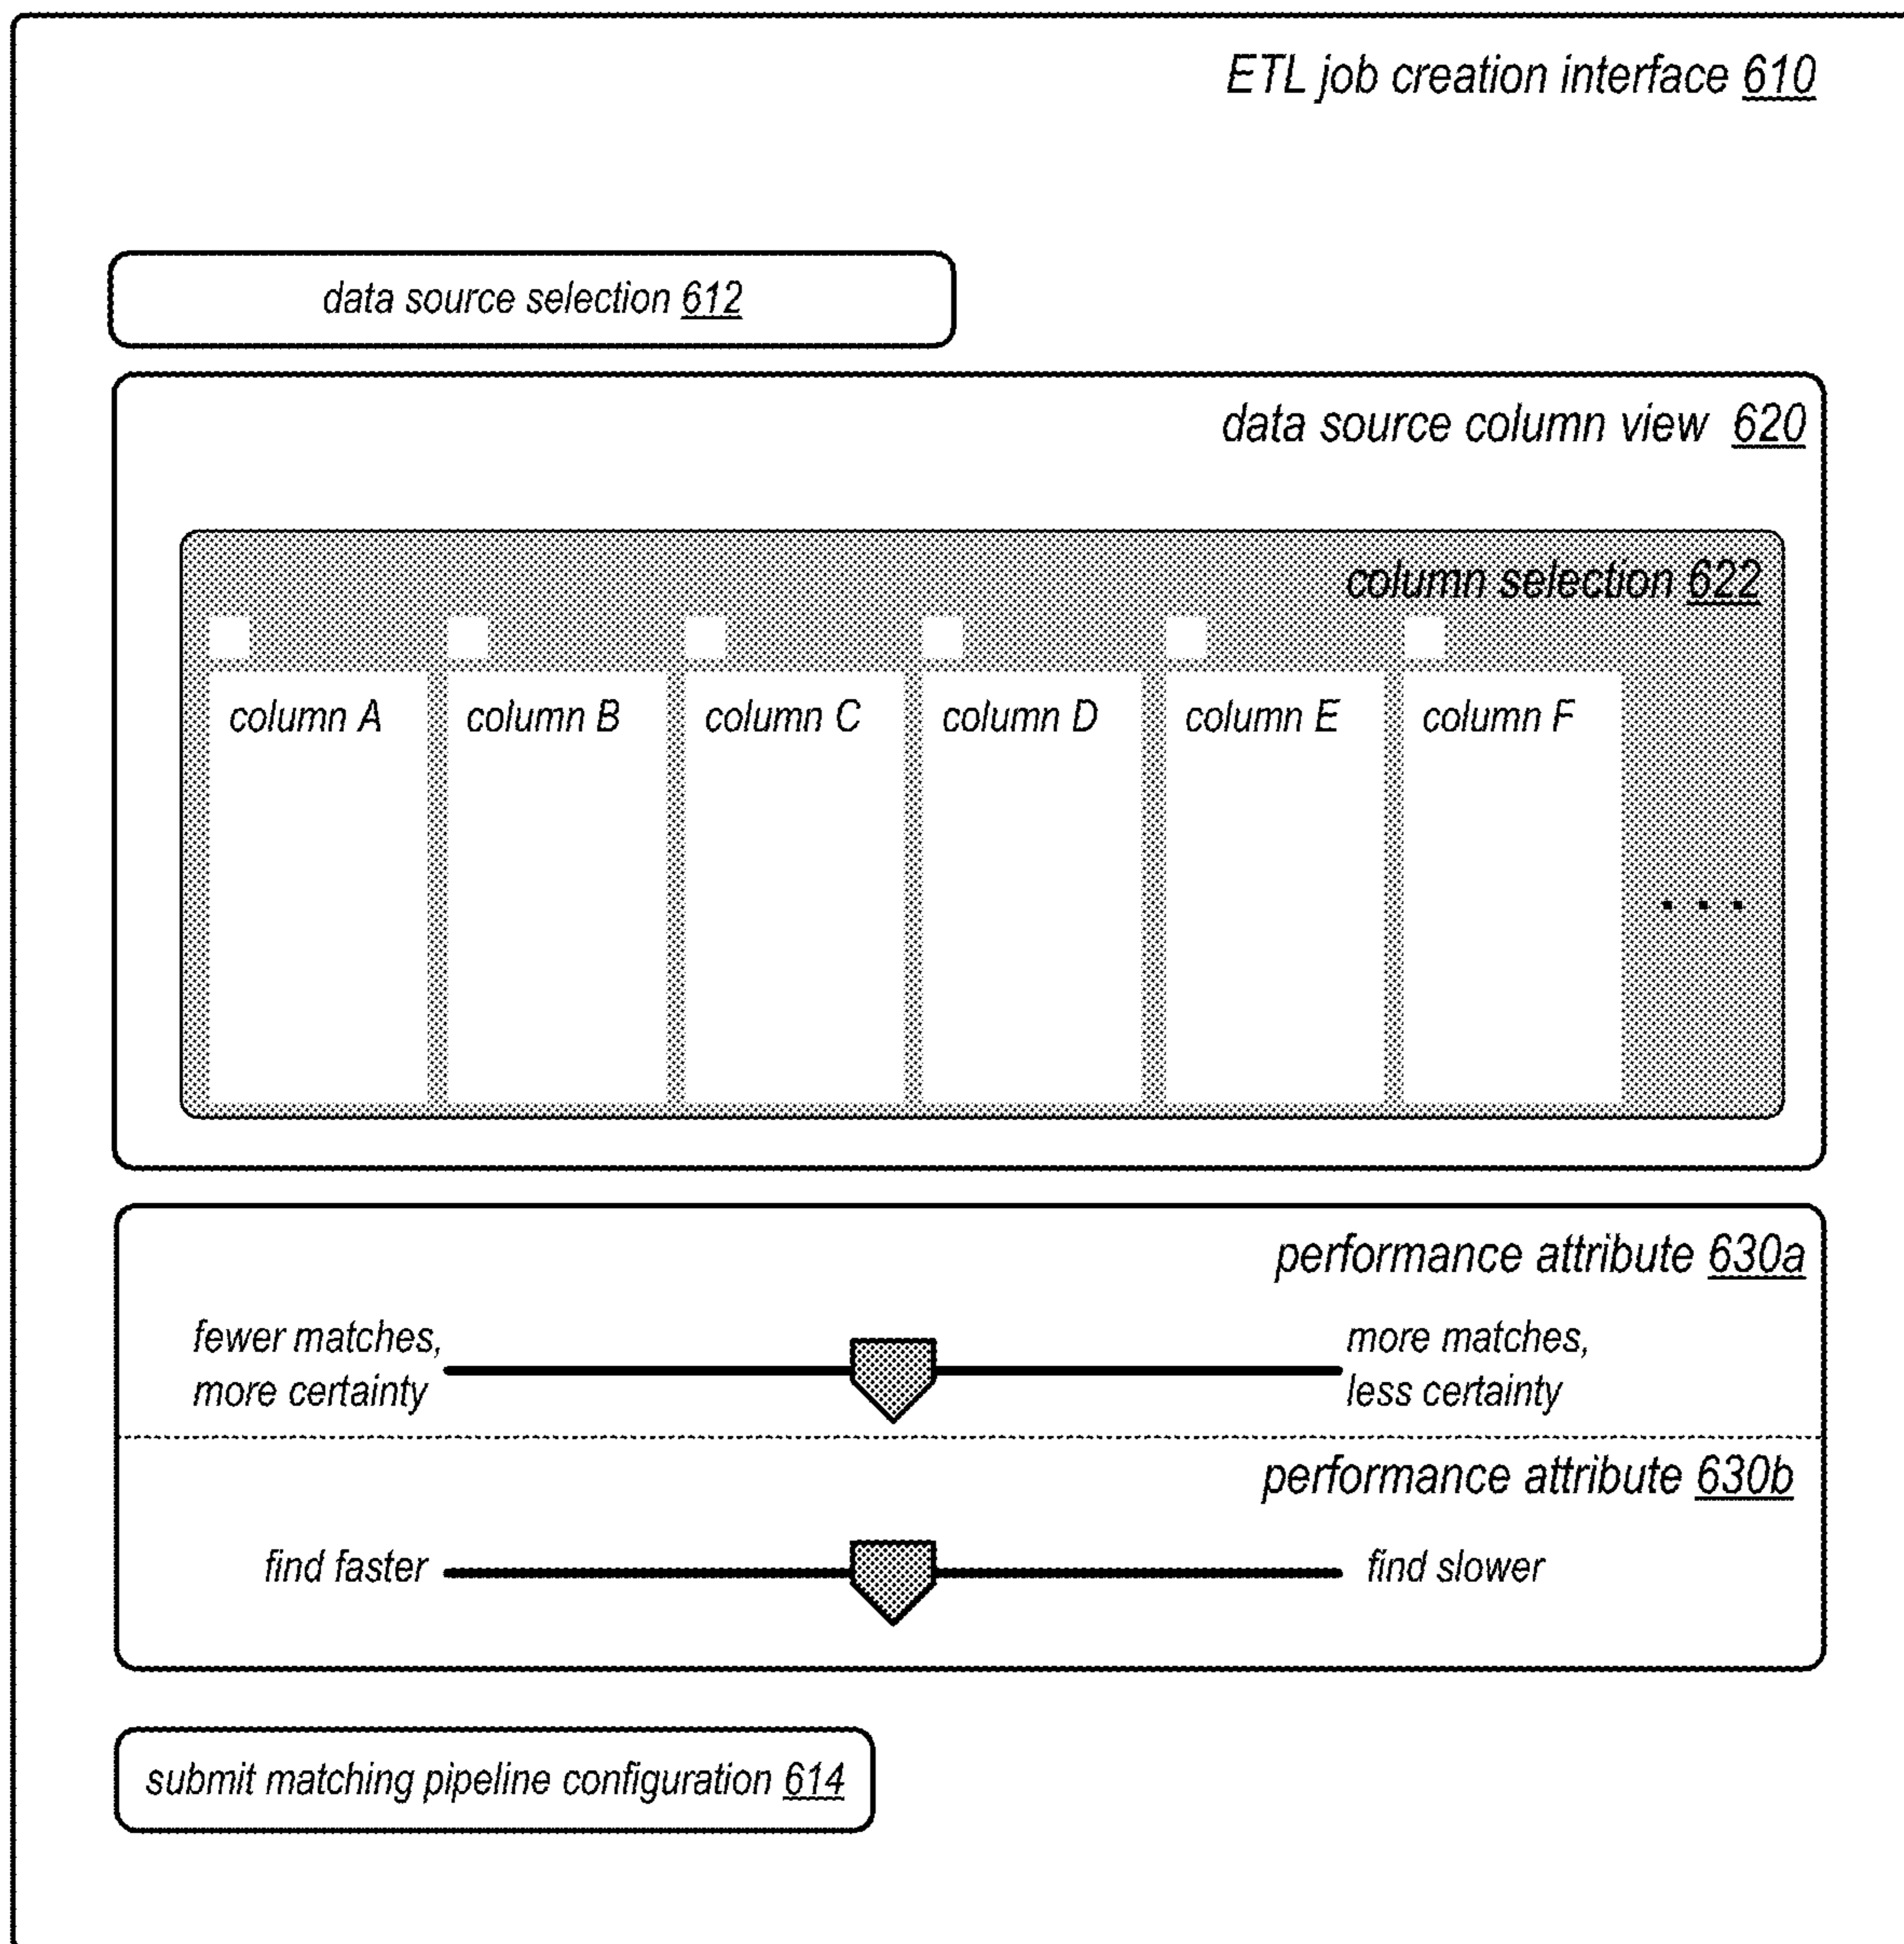 ETL job creation interface 610
data source selection 612
data source column view 620
column selection 622
column A column B column C column D column E column F
. . .
performance attribute 630a
fewer matches,
more certainty
more matches,
less certainty
performance attribute 630b
find faster
find slower
submit matching pipeline configuration 614